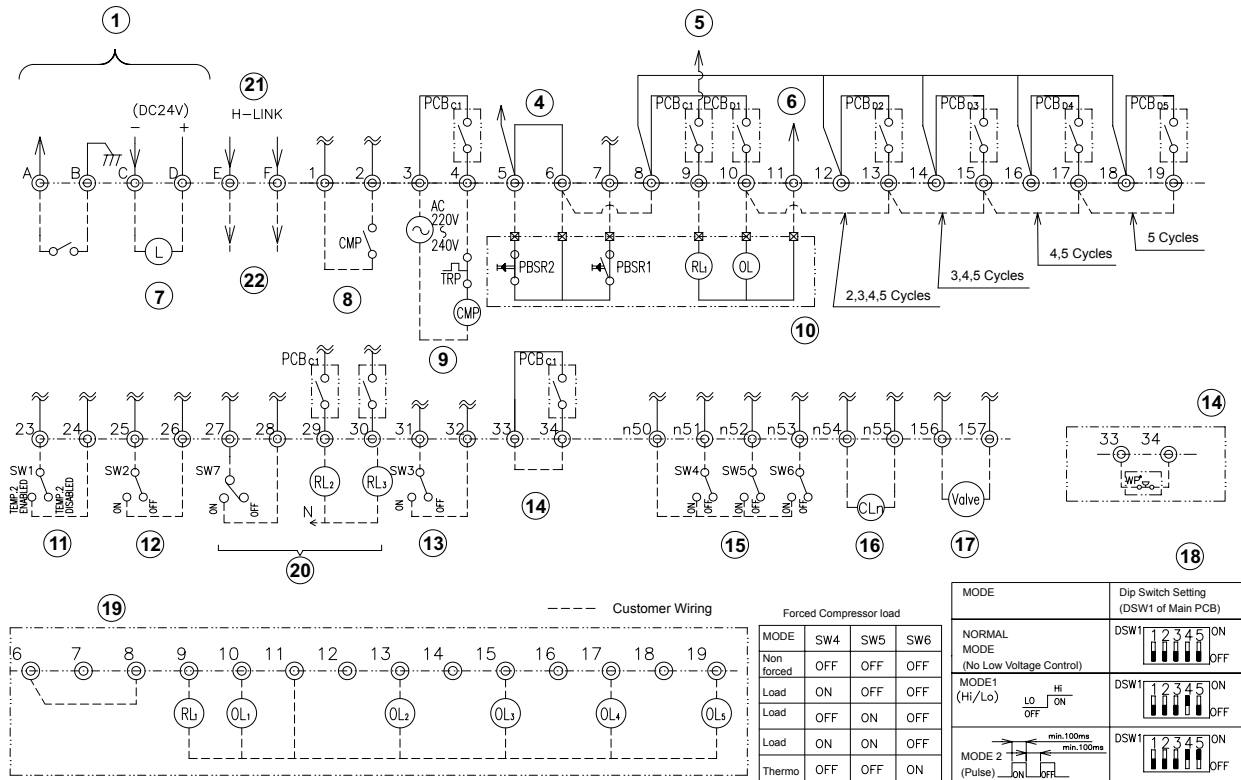 1
5
(DC24V)
− +
21
H-LINK
4
6
PCBC1
PCBC1 PCBD1
PCBD2
PCBD3
PCBD4
PCBD5
A B C D E F 1 2 3 4 5 6 7 8 9 10 11 12 13 14 15 16 17 18 19
AC
220V
~
240V
CMP
TRP
CMP
L
PBSR2
PBSR1
RL1
OL
7
22
8
9
10
2,3,4,5 Cycles
3,4,5 Cycles
4,5 Cycles
5 Cycles
PCBC1
PCBC1
14
23 24 25 26 27 28 29 30 31 32 33 34 n50 n51 n52 n53 n54 n55 156 157
33 34
WP
SW1
SW2
SW7
RL2
RL3
SW3
SW4
SW5
SW6
CLn
Valve
TEMP.2 ENABLED
TEMP.2 DISABLED
ON OFF
ON OFF
N
ON OFF
ON OFF ON OFF ON OFF
11
12
20
13
14
15
16
17
18
19
Customer Wiring
6 7 8 9 10 11 12 13 14 15 16 17 18 19
RL1 OL1 OL2 OL3 OL4 OL5
Forced Compressor load
MODE SW4 SW5 SW6
Non forced OFF OFF OFF
Load ON OFF OFF
Load OFF ON OFF
Load ON ON OFF
Thermo OFF OFF ON
MODE Dip Switch Setting
(DSW1 of Main PCB)
NORMAL
MODE
(No Low Voltage Control)
DSW1 1 2 3 4 5 ON
OFF
MODE1
(Hi/Lo)
LO Hi
OFF ON
DSW1 1 2 3 4 5 ON
OFF
MODE 2
(Pulse)
min.100ms
min.100ms
ON OFF
DSW1 1 2 3 4 5 ON
OFF